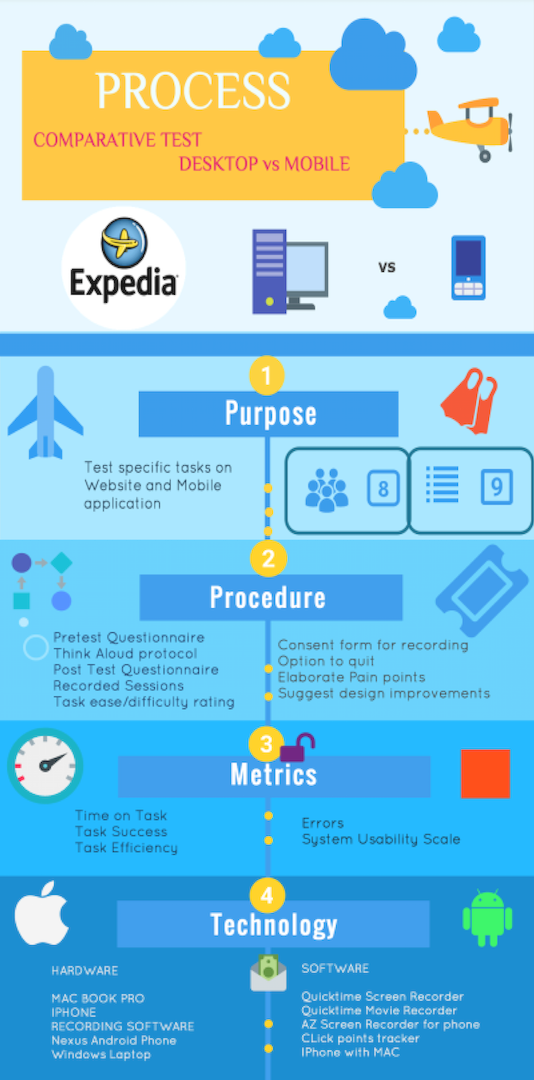 PROCESS
COMPARATIVE TEST
DESKTOP vs MOBILE
Expedia
VS
1
Purpose
Test specific tasks on
Website and Mobile
application
8
9
2
Procedure
Pretest Questionnaire
Think Aloud protocol
Post Test Questionnaire
Recorded Sessions
Task ease/difficulty rating
Consent form for recording
Option to quit
Elaborate Pain points
Suggest design improvements
3
Metrics
Time on Task
Task Success
Task Efficiency
Errors
System Usability Scale
4
Technology
HARDWARE
MAC BOOK PRO
IPHONE
RECORDING SOFTWARE
Nexus Android Phone
Windows Laptop
SOFTWARE
Quicktime Screen Recorder
Quicktime Movie Recorder
AZ Screen Recorder for phone
CLick points tracker
IPhone with MAC